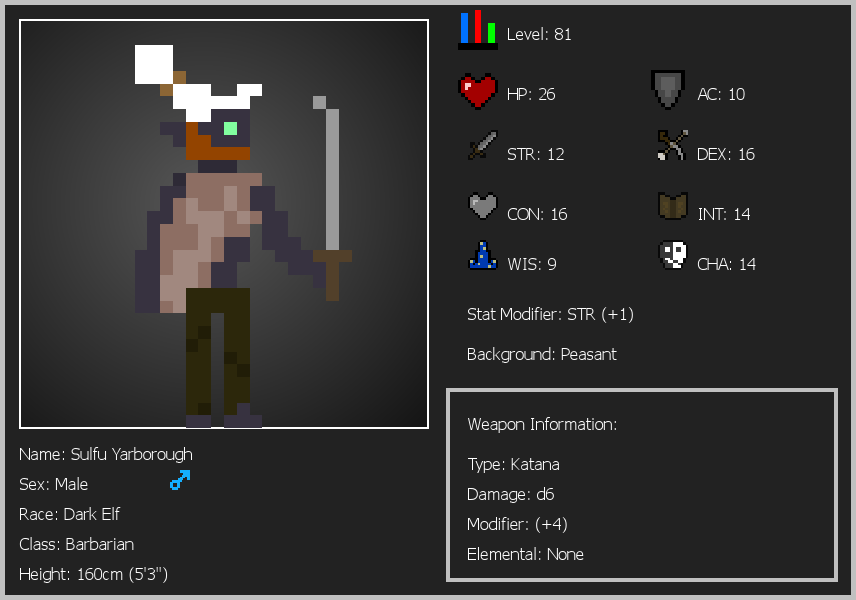 Level: 81
HP: 26
AC: 10
STR: 12
DEX: 16
CON: 16
INT: 14
WIS: 9
CHA: 14
Stat Modifier: STR (+1)
Background: Peasant
Weapon Information:
Type: Katana
Damage: d6
Modifier: (+4)
Elemental: None
Name: Sulfu Yarborough
Sex: Male
Race: Dark Elf
Class: Barbarian
Height: 160cm (5'3")